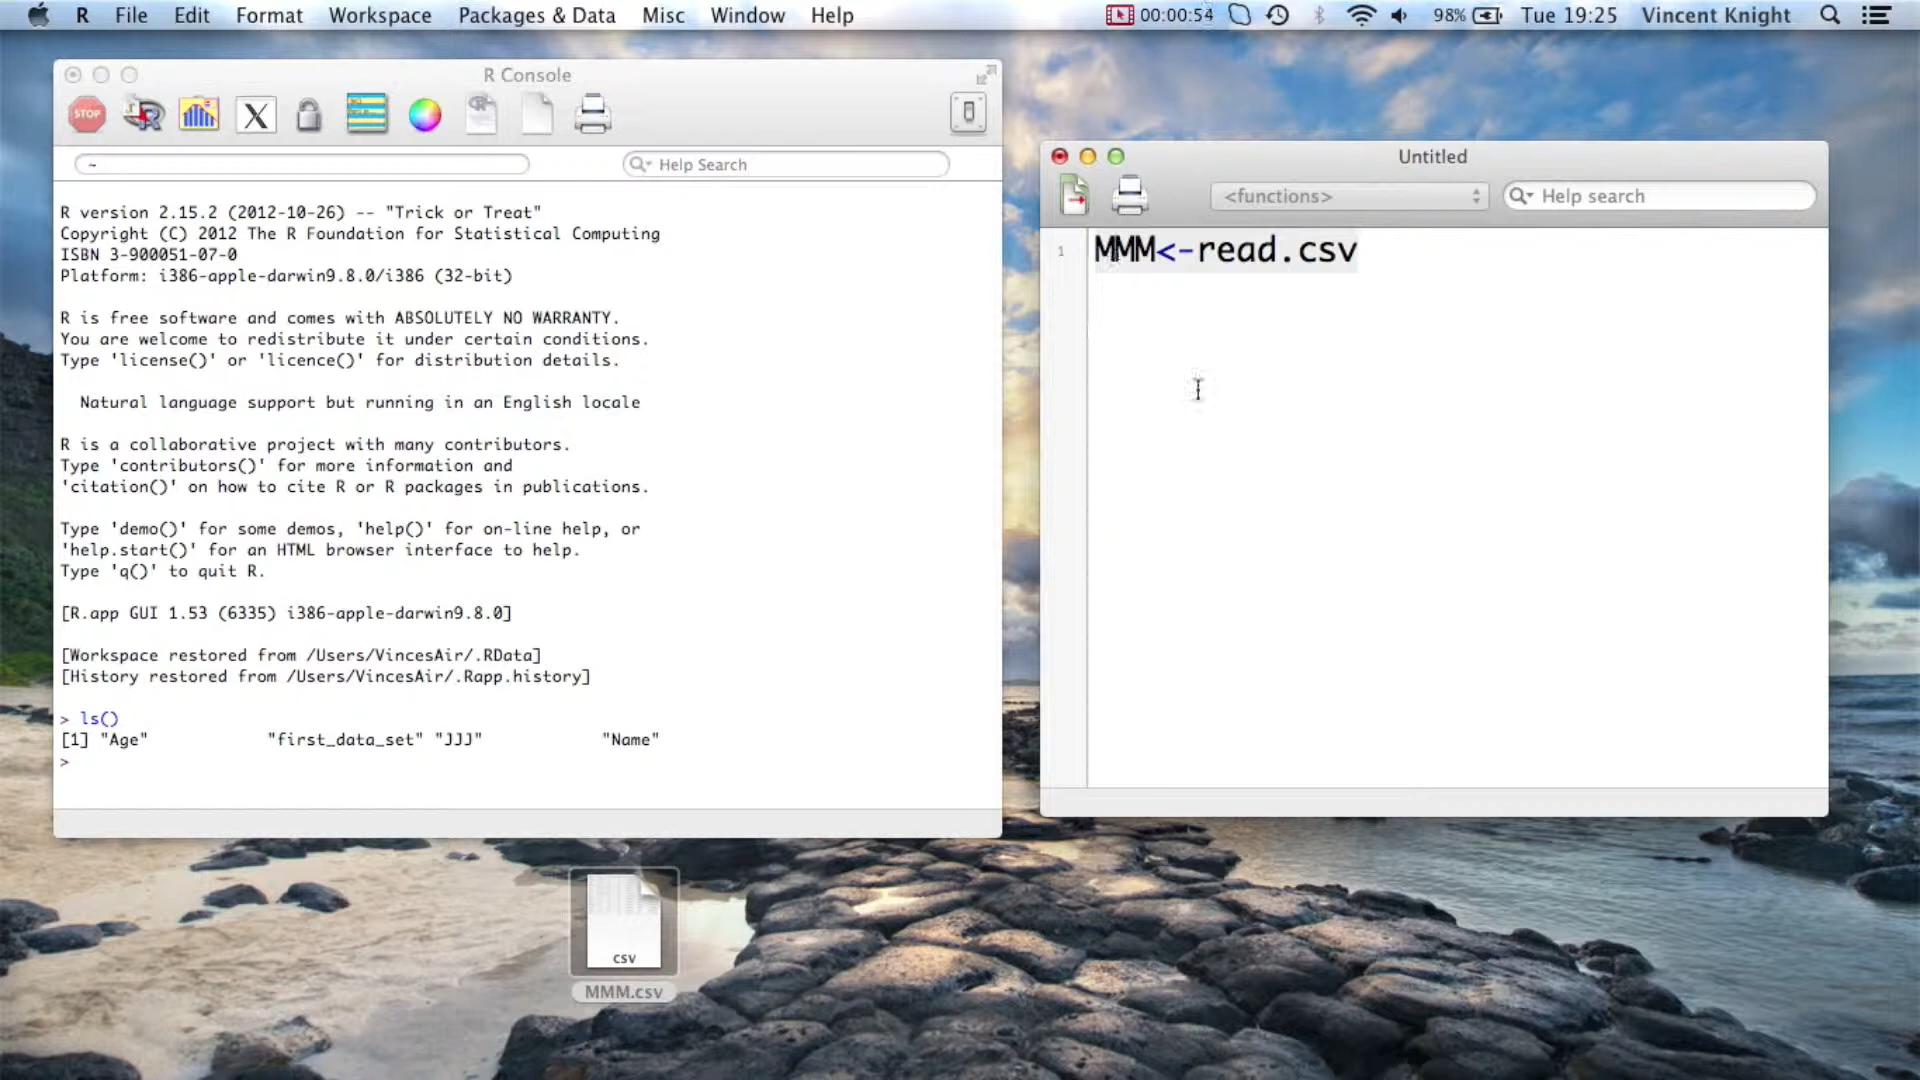 R File Edit Format Workspace Packages & Data Misc Window Help 00:00:54 98% Tue 19:25 Vincent Knight
R Console
STOP
X
~
Help Search
R version 2.15.2 (2012-10-26) -- "Trick or Treat"
Copyright (C) 2012 The R Foundation for Statistical Computing
ISBN 3-900051-07-0
Platform: i386-apple-darwin9.8.0/i386 (32-bit)
R is free software and comes with ABSOLUTELY NO WARRANTY.
You are welcome to redistribute it under certain conditions.
Type 'license()' or 'licence()' for distribution details.
Natural language support but running in an English locale
R is a collaborative project with many contributors.
Type 'contributors()' for more information and
'citation()' on how to cite R or R packages in publications.
Type 'demo()' for some demos, 'help()' for on-line help, or
'help.start()' for an HTML browser interface to help.
Type 'q()' to quit R.
[R.app GUI 1.53 (6335) i386-apple-darwin9.8.0]
[Workspace restored from /Users/VincesAir/.RData]
[History restored from /Users/VincesAir/.Rapp.history]
> ls()
[1] "Age" "first_data_set" "JJJ" "Name"
>
Untitled
<functions>
Help search
1 MMM<-read.csv
CSV
MMM.csv